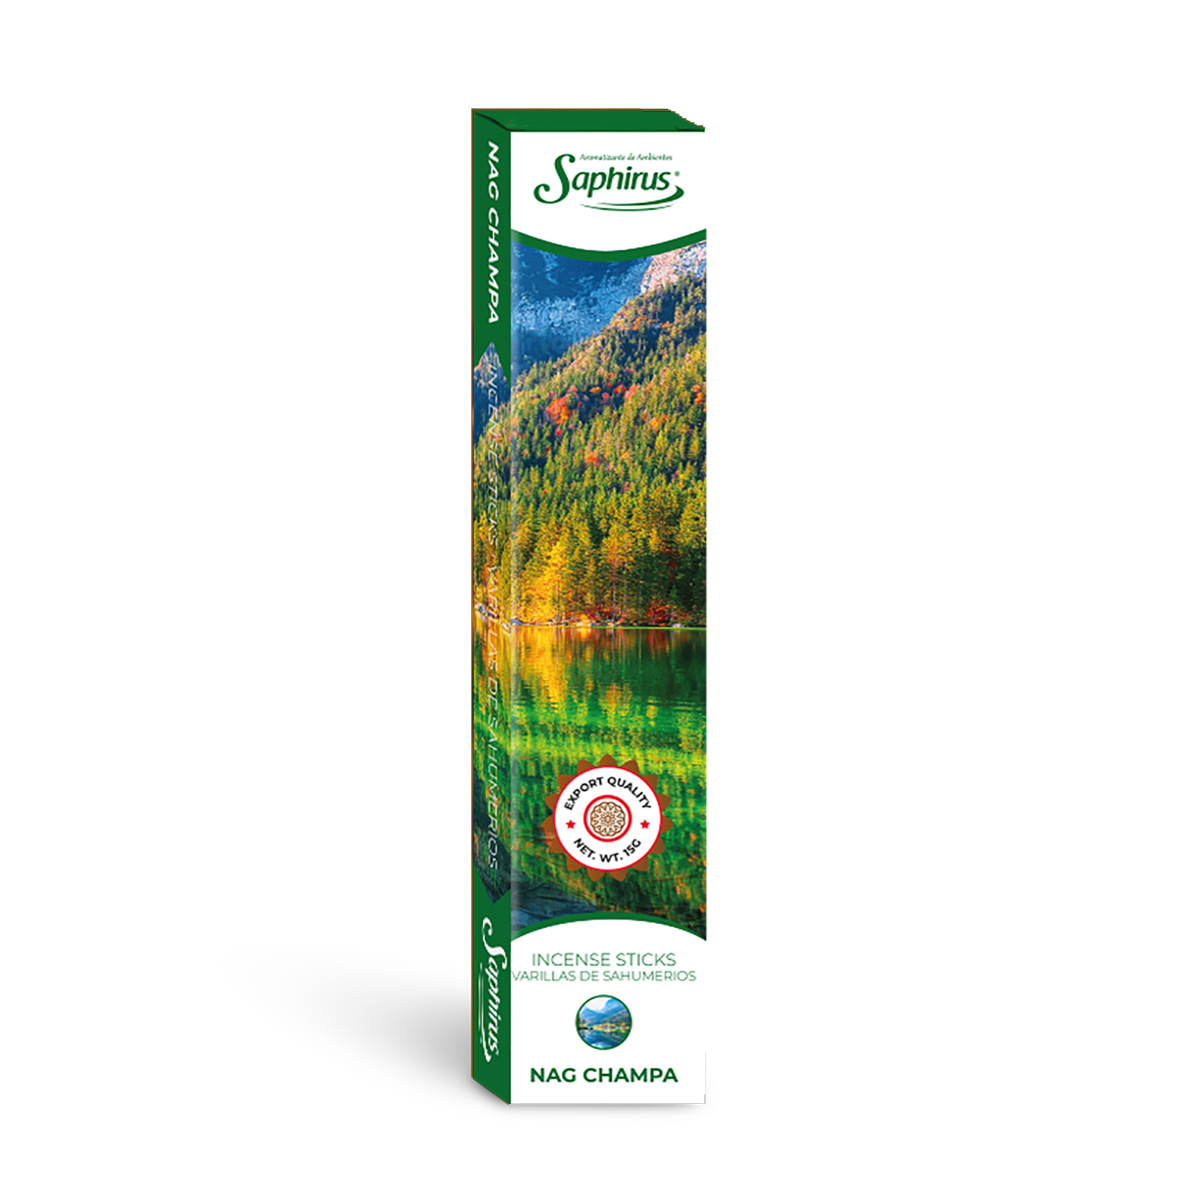 Aromatizante de Ambientes
Saphirus®
EXPORT QUALITY
NET. WT. 15G
INCENSE STICKS
VARILLAS DE SAHUMERIOS
NAG CHAMPA
NAG CHAMPA
INCENSE STICKS VARILLAS DE SAHUMERIOS
Saphirus